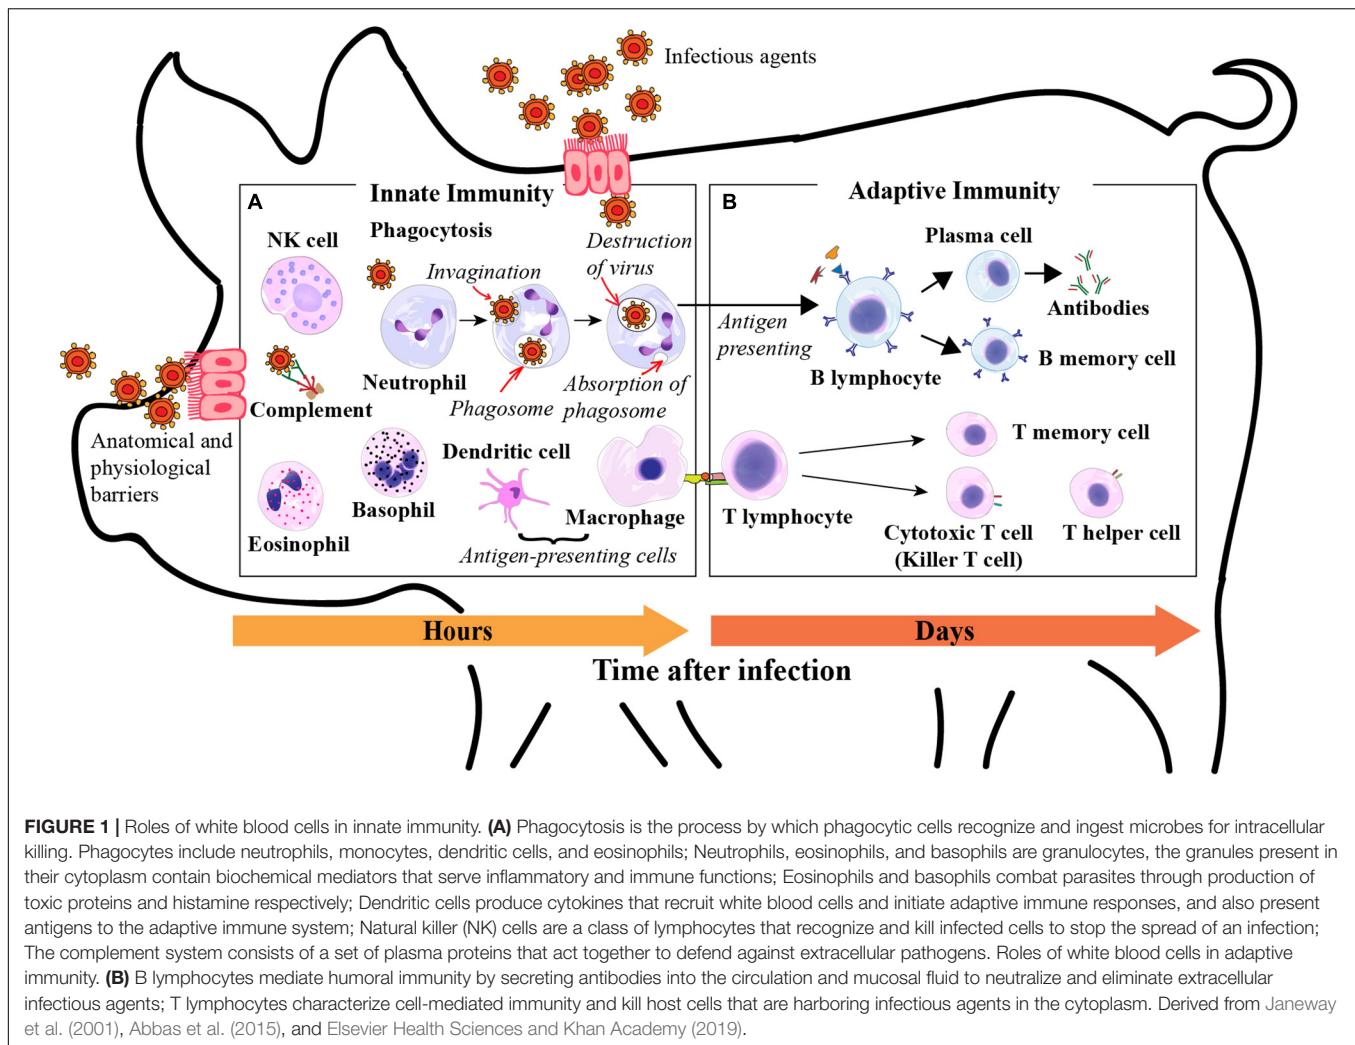 Infectious agents
A
Innate Immunity
NK cell
Phagocytosis
Invagination
Destruction
of virus
Neutrophil
Phagosome
Absorption of
phagosome
Complement
Anatomical and
physiological
barriers
Eosinophil
Basophil
Dendritic cell
Macrophage
Antigen-presenting cells
B
Adaptive Immunity
Antigen
presenting
Plasma cell
Antibodies
B lymphocyte
B memory cell
T memory cell
T lymphocyte
Cytotoxic T cell
(Killer T cell)
T helper cell
Hours
Days
Time after infection
FIGURE 1 | Roles of white blood cells in innate immunity. (A) Phagocytosis is the process by which phagocytic cells recognize and ingest microbes for intracellular
killing. Phagocytes include neutrophils, monocytes, dendritic cells, and eosinophils; Neutrophils, eosinophils, and basophils are granulocytes, the granules present in
their cytoplasm contain biochemical mediators that serve inflammatory and immune functions; Eosinophils and basophils combat parasites through production of
toxic proteins and histamine respectively; Dendritic cells produce cytokines that recruit white blood cells and initiate adaptive immune responses, and also present
antigens to the adaptive immune system; Natural killer (NK) cells are a class of lymphocytes that recognize and kill infected cells to stop the spread of an infection;
The complement system consists of a set of plasma proteins that act together to defend against extracellular pathogens. Roles of white blood cells in adaptive
immunity. (B) B lymphocytes mediate humoral immunity by secreting antibodies into the circulation and mucosal fluid to neutralize and eliminate extracellular
infectious agents; T lymphocytes characterize cell-mediated immunity and kill host cells that are harboring infectious agents in the cytoplasm. Derived from Janeway
et al. (2001), Abbas et al. (2015), and Elsevier Health Sciences and Khan Academy (2019).